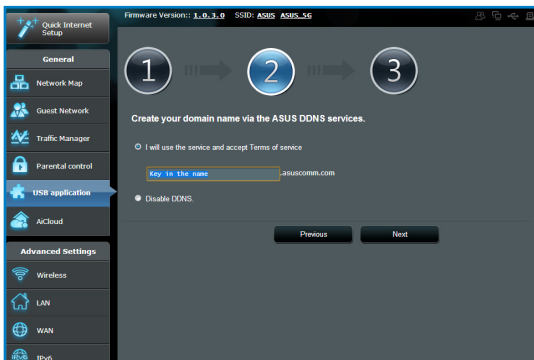 Quick Internet
Setup
Firmware Version:: 1.0.3.0 SSID: ASUS ASUS_5G
General
Network Map
Guest Network
Traffic Manager
Parental control
USB application
AiCloud
Advanced Settings
Wireless
LAN
WAN
IPv6
1
2
3
Create your domain name via the ASUS DDNS services.
I will use the service and accept Terms of service
Key in the name .asuscomm.com
Disable DDNS.
Previous Next